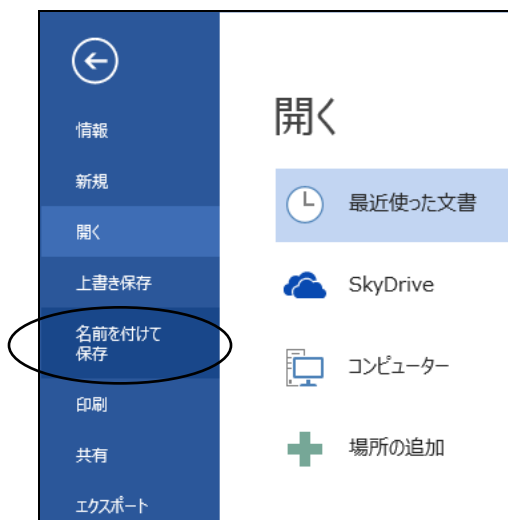 情報
新規
開く
上書き保存
名前を付けて
保存
印刷
共有
エクスポート
開く
最近使った文書
SkyDrive
コンピューター
場所の追加